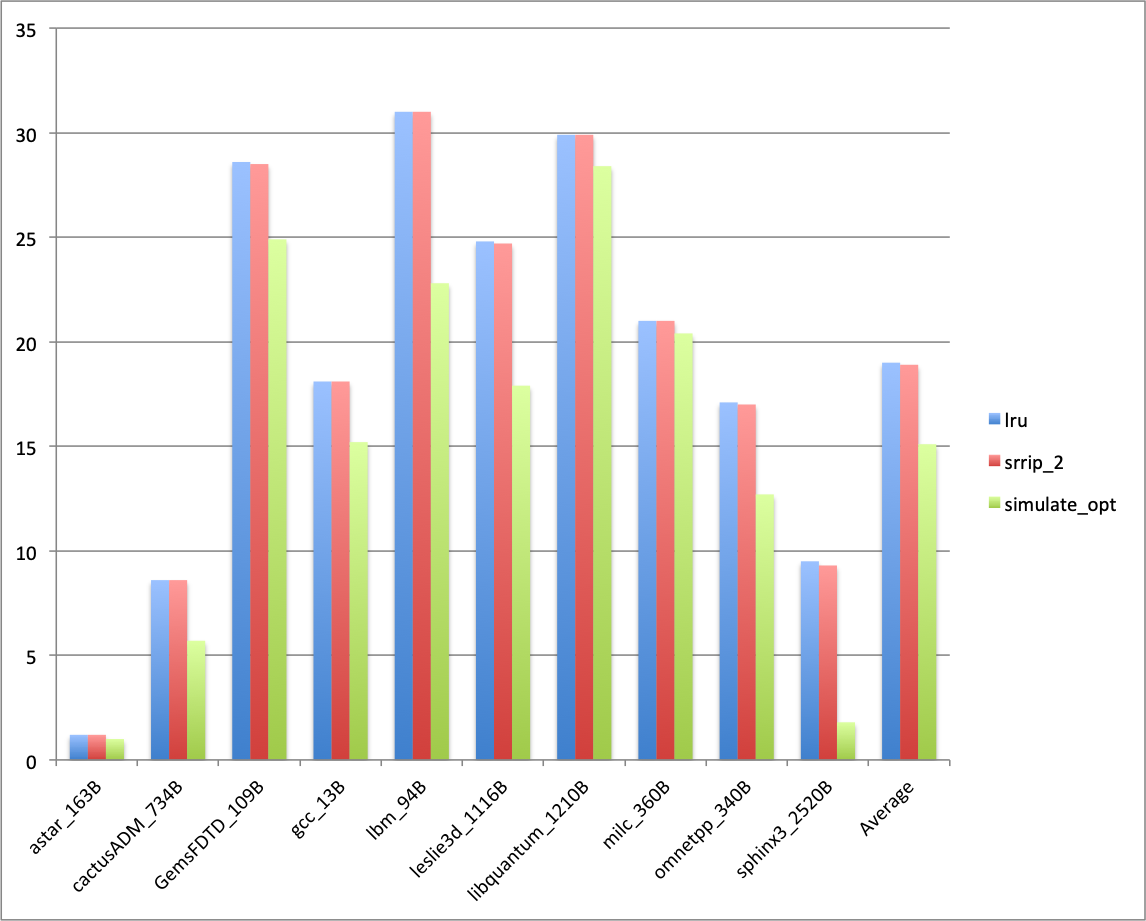 35
30
25
20
15
10
5
0
astar_163B
cactusADM_734B
GemsFDTD_109B
gcc_13B
lbm_94B
leslie3d_1116B
libquantum_1210B
milc_360B
omnetpp_340B
sphinx3_2520B
Average
lru
srrip_2
simulate_opt